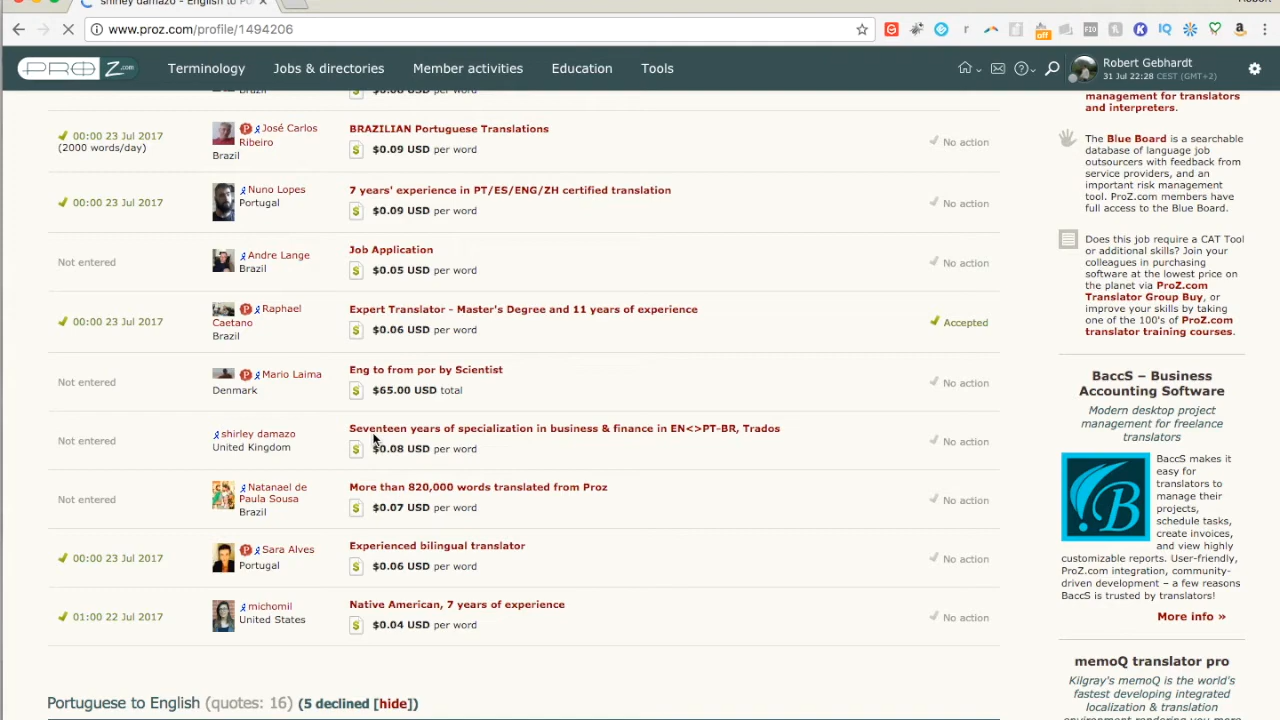 shirley damazo - English to Po
www.proz.com/profile/1494206
off
FIO
IQ
PRO Z.com
Terminology
Jobs & directories
Member activities
Education
Tools
Robert Gebhardt
31 Jul 22:28 CEST (GMT+2)
00:00 23 Jul 2017
(2000 words/day)
José Carlos
Ribeiro
Brazil
BRAZILIAN Portuguese Translations
$0.09 USD per word
No action
00:00 23 Jul 2017
Nuno Lopes
Portugal
7 years' experience in PT/ES/ENG/ZH certified translation
$0.09 USD per word
No action
Not entered
Andre Lange
Brazil
Job Application
$0.05 USD per word
No action
00:00 23 Jul 2017
Raphael
Caetano
Brazil
Expert Translator - Master's Degree and 11 years of experience
$0.06 USD per word
Accepted
Not entered
Mario Laima
Denmark
Eng to from por by Scientist
$65.00 USD total
No action
Not entered
shirley damazo
United Kingdom
Seventeen years of specialization in business & finance in EN<>PT-BR, Trados
$0.08 USD per word
No action
Not entered
Natanael de
Paula Sousa
Brazil
More than 820,000 words translated from Proz
$0.07 USD per word
No action
00:00 23 Jul 2017
Sara Alves
Portugal
Experienced bilingual translator
$0.06 USD per word
No action
01:00 22 Jul 2017
michomil
United States
Native American, 7 years of experience
$0.04 USD per word
No action
Portuguese to English (quotes: 16) (5 declined [hide])
management for translators
and interpreters.
The Blue Board is a searchable
database of language job
outsourcers with feedback from
service providers, and an
important risk management
tool. ProZ.com members have
full access to the Blue Board.
Does this job require a CAT Tool
or additional skills? Join your
colleagues in purchasing
software at the lowest price on
the planet via ProZ.com
Translator Group Buy, or
improve your skills by taking
one of the 100's of ProZ.com
translator training courses.
BaccS – Business
Accounting Software
Modern desktop project
management for freelance
translators
BaccS makes it
easy for
translators to
manage their
projects,
schedule tasks,
create invoices,
and view highly
customizable reports. User-friendly,
ProZ.com integration, community-
driven development – a few reasons
BaccS is trusted by translators!
More info »
memoQ translator pro
Kilgray's memoQ is the world's
fastest developing integrated
localization & translation